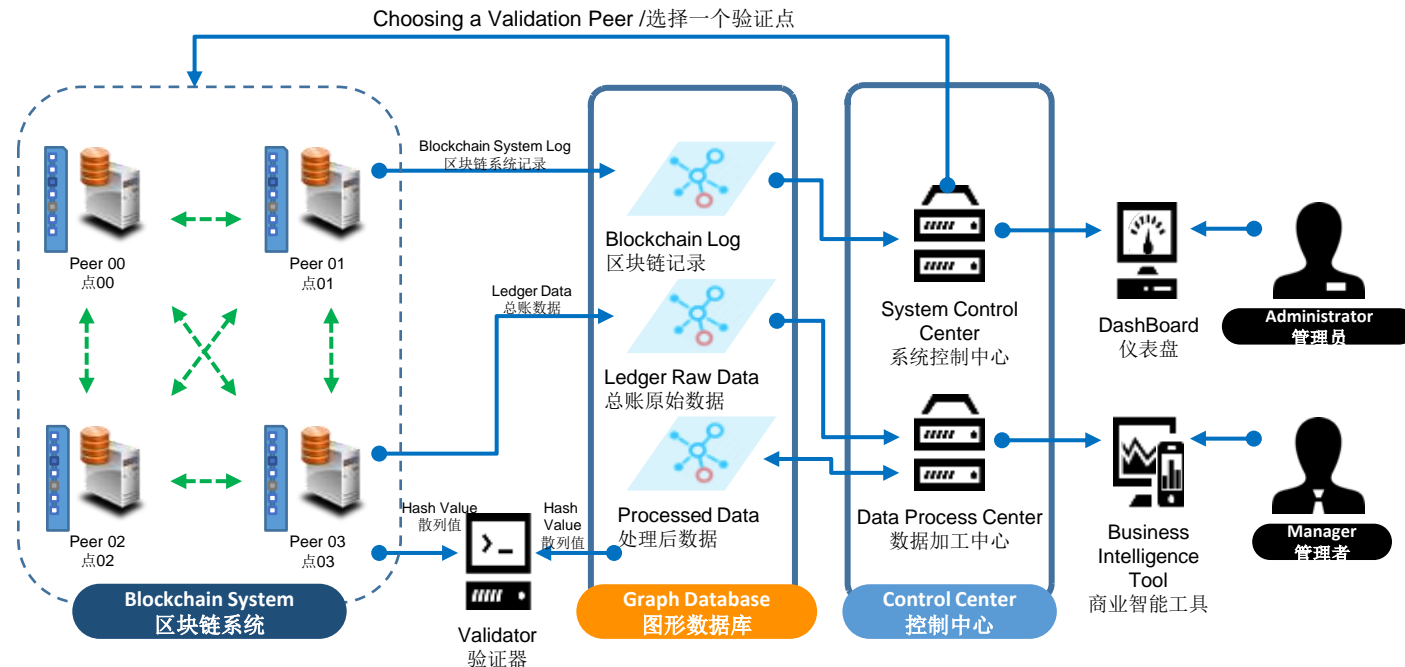 Choosing a Validation Peer /选择一个验证点
Blockchain System Log
区块链系统记录
Peer 00
点00
Peer 01
点01
Ledger Data
总账数据
Peer 02
点02
Peer 03
点03
Hash Value
散列值
Hash
Value
散列值
Blockchain System
区块链系统
Validator
验证器
Blockchain Log
区块链记录
Ledger Raw Data
总账原始数据
Processed Data
处理后数据
Graph Database
图形数据库
System Control
Center
系统控制中心
Data Process Center
数据加工中心
Control Center
控制中心
DashBoard
仪表盘
Business
Intelligence
Tool
商业智能工具
Administrator
管理员
Manager
管理者